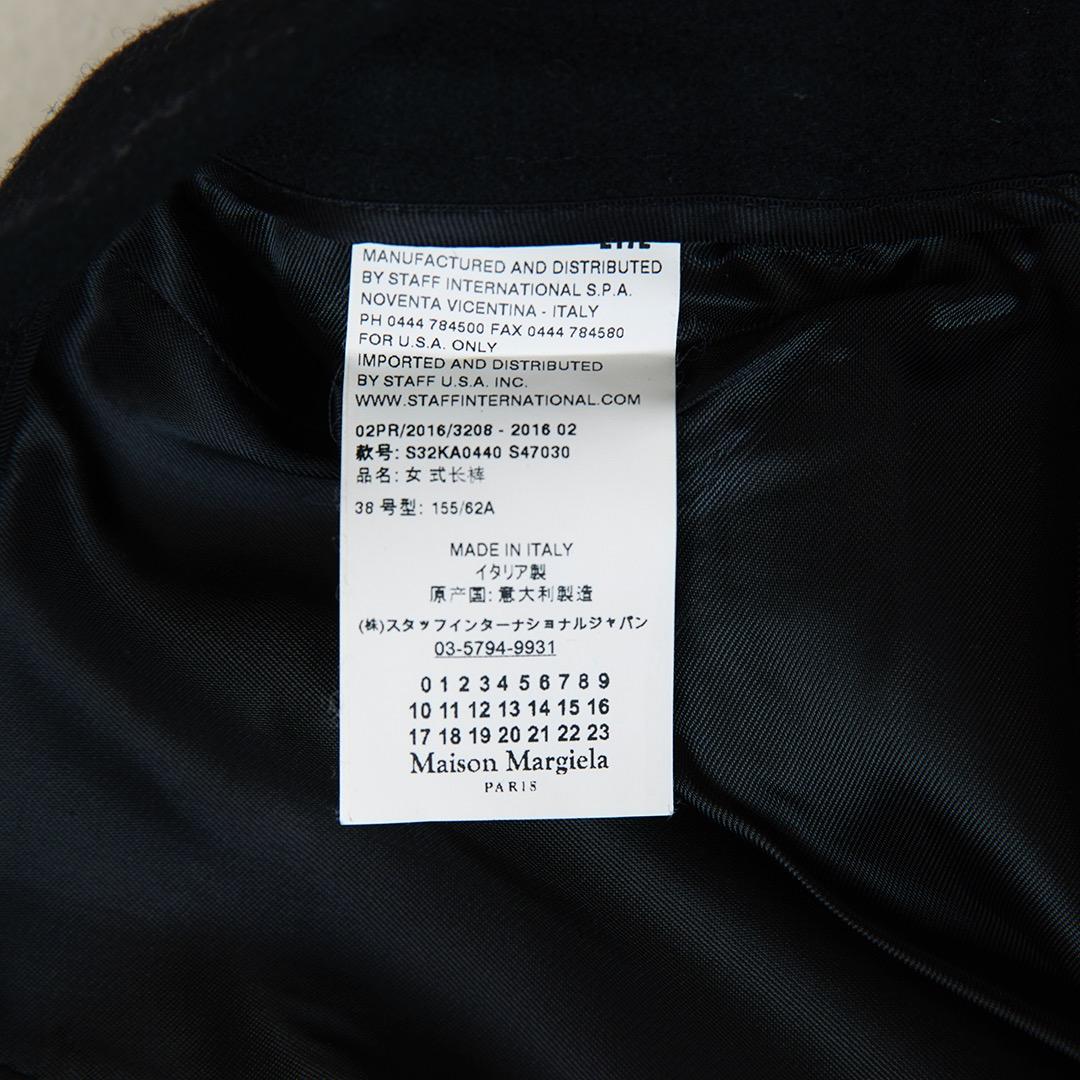 MANUFACTURED AND DISTRIBUTED
BY STAFF INTERNATIONAL S.P.A.
NOVENTA VICENTINA - ITALY
PH 0444 784500 FAX 0444 784580
FOR U.S.A. ONLY
IMPORTED AND DISTRIBUTED
BY STAFF U.S.A. INC.
WWW.STAFFINTERNATIONAL.COM
02PR/2016/3208 - 2016 02
款号: S32KA0440 S47030
品名: 女 式长裤
38 号型: 155/62A
MADE IN ITALY
イタリア製
原产国: 意大利製造
(株)スタッフインターナショナルジャパン
03-5794-9931
0 1 2 3 4 5 6 7 8 9
10 11 12 13 14 15 16
17 18 19 20 21 22 23
Maison Margiela
PARIS